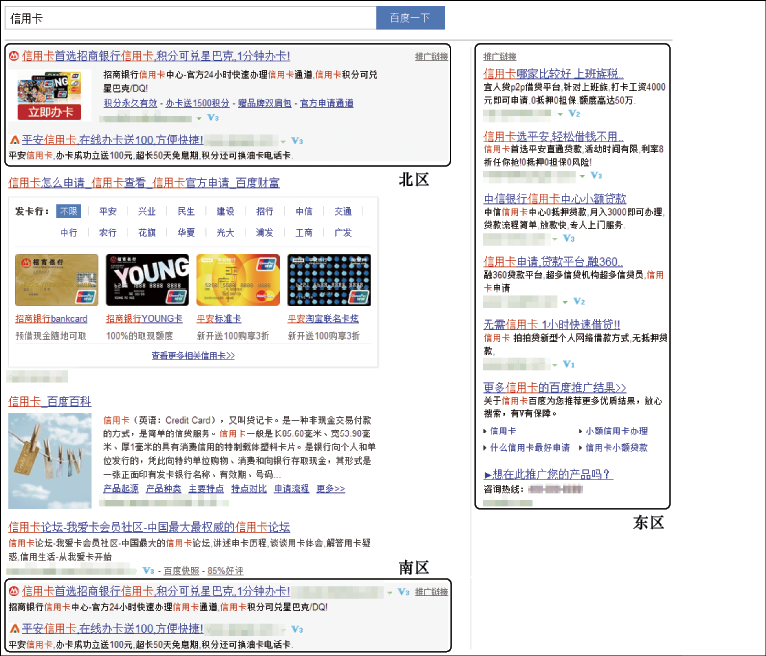 信用卡
百度一下
信用卡首选招商银行信用卡,积分可兑星巴克,1分钟办卡!
推广链接
招商银行信用卡中心-官方24小时快速办理信用卡通道,信用卡积分可兑
星巴克/DQ!
积分永久有效 - 办卡送1500积分 - 赠品牌双肩包 - 官方申请通道
立即办卡
V3
平安信用卡,在线办卡送100,方便快捷!
V3
平安信用卡,办卡成功立送100元,超长50天免息期,积分还可换油卡电话卡.
北区
信用卡怎么申请_信用卡查看_信用卡官方申请_百度财富
发卡行: 不限 平安 兴业 民生 建设 招行 中信 交通
中行 农行 花旗 华夏 光大 浦发 工商 广发
招商银行
YOUNG
招商银行bankcard 招商银行YOUNG卡 平安标准卡 平安淘宝联名卡炫
预借现金随地可取 100%的取现额度 新开送100购享3折 新开送100购享3折
查看更多相关信用卡>>
信用卡_百度百科
信用卡（英语：Credit Card），又叫贷记卡。是一种非现金交易付款
的方式，是简单的信贷服务。信用卡一般是长85.60毫米、宽53.98毫
米、厚1毫米的具有消费信用的特制载体塑料卡片。是银行向个人和单
位发行的，凭此向特约单位购物、消费和向银行存取现金，其形式是
一张正面印有发卡银行名称、有效期、号码...
产品起源 产品种类 主要特点 特点对比 申请流程 更多>>
信用卡论坛-我爱卡会员社区-中国最大最权威的信用卡论坛
信用卡论坛-我爱卡会员社区-中国最大的信用卡论坛,讲述申卡历程,谈谈用卡体会,解答用卡疑
惑,信用生活-从我爱卡开始
V3 - 百度快照 - 85%好评
南区
信用卡首选招商银行信用卡,积分可兑星巴克,1分钟办卡!
V3 推广链接
招商银行信用卡中心-官方24小时快速办理信用卡通道,信用卡积分可兑星巴克/DQ!
平安信用卡,在线办卡送100,方便快捷!
V3
平安信用卡,办卡成功立送100元,超长50天免息期,积分还可换油卡电话卡.
推广链接
信用卡哪家比较好 上班族税..
宜人贷p2p借贷平台,针对上班族,打卡工资4000
元即可申请.0抵押0担保.额度高达50万.
V2
信用卡选平安,轻松借钱不用..
信用卡首选平安直通贷款,活动时间有限,利率8
折任你抢!0抵押0担保0风险!
V3
中信银行信用卡中心小额贷款
中信信用卡中心0抵押贷款,月入3000即可办理,
贷款流程简单,放款快,专人上门服务.
V3
信用卡申请,贷款平台,融360..
融360贷款平台,超多信贷机构超多信贷员,信用
卡申请
V2
无需信用卡 1小时快速借贷!!
信用卡 拍拍贷新型个人网络借款方式,无抵押贷
款,
V1
更多信用卡的百度推广结果>>
关于信用卡百度为您推荐更多优质结果，放心
搜索，有V有保障。
信用卡 小额信用卡办理
什么信用卡最好申请 信用卡小额贷款
►想在此推广您的产品吗？
咨询热线：
东区